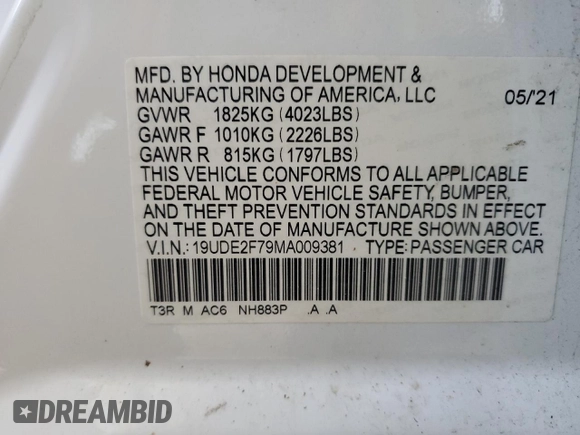 MFD. BY HONDA DEVELOPMENT &
MANUFACTURING OF AMERICA, LLC 05/'21
GVWR 1825KG (4023LBS)
GAWR F 1010KG (2226LBS)
GAWR R 815KG (1797LBS)
THIS VEHICLE CONFORMS TO ALL APPLICABLE
FEDERAL MOTOR VEHICLE SAFETY, BUMPER,
AND THEFT PREVENTION STANDARDS IN EFFECT
ON THE DATE OF MANUFACTURE SHOWN ABOVE.
V.I.N.: 19UDE2F79MA009381 TYPE: PASSENGER CAR
T3R M AC6 NH883P .A .A
DREAMBID